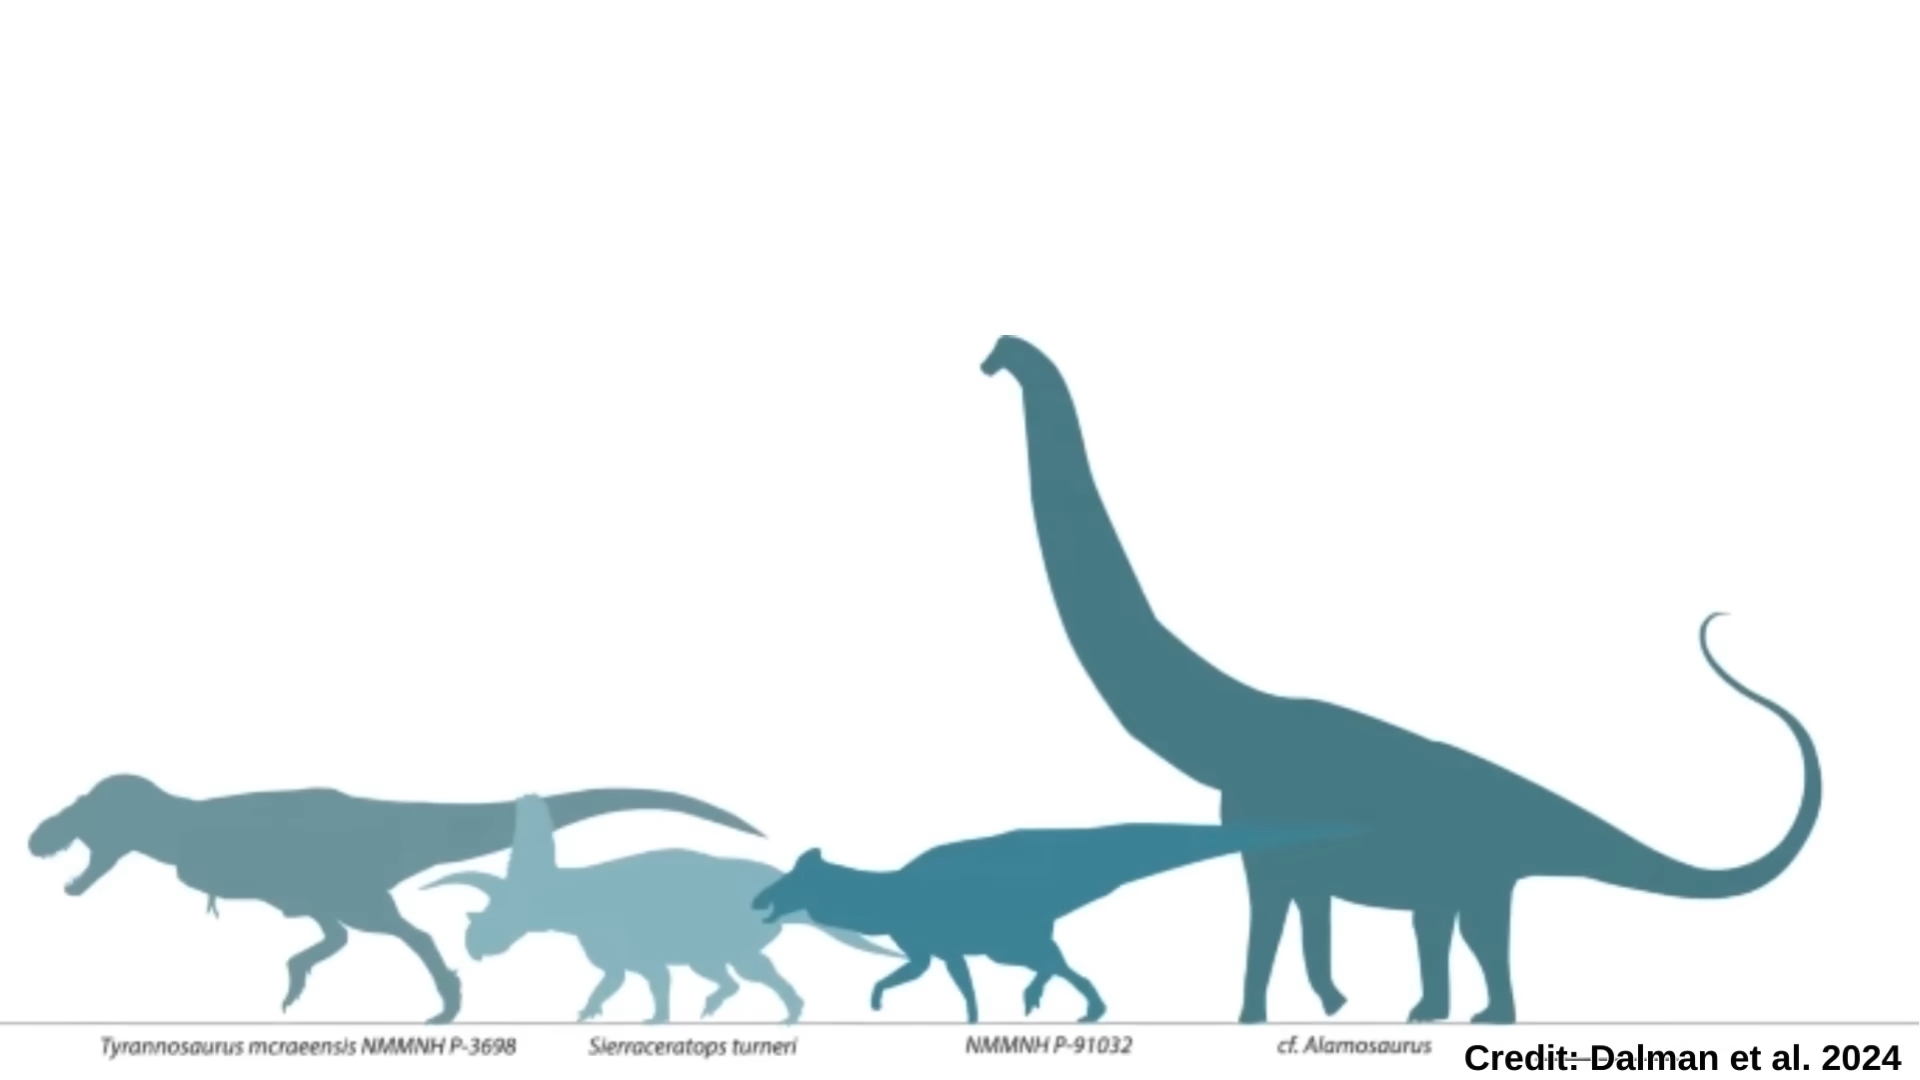 Tyrannosaurus mcraeensis NMMNH P-3698
Sierraceratops turneri
NMMNH P-91032
cf. Alamosaurus
Credit: Dalman et al. 2024